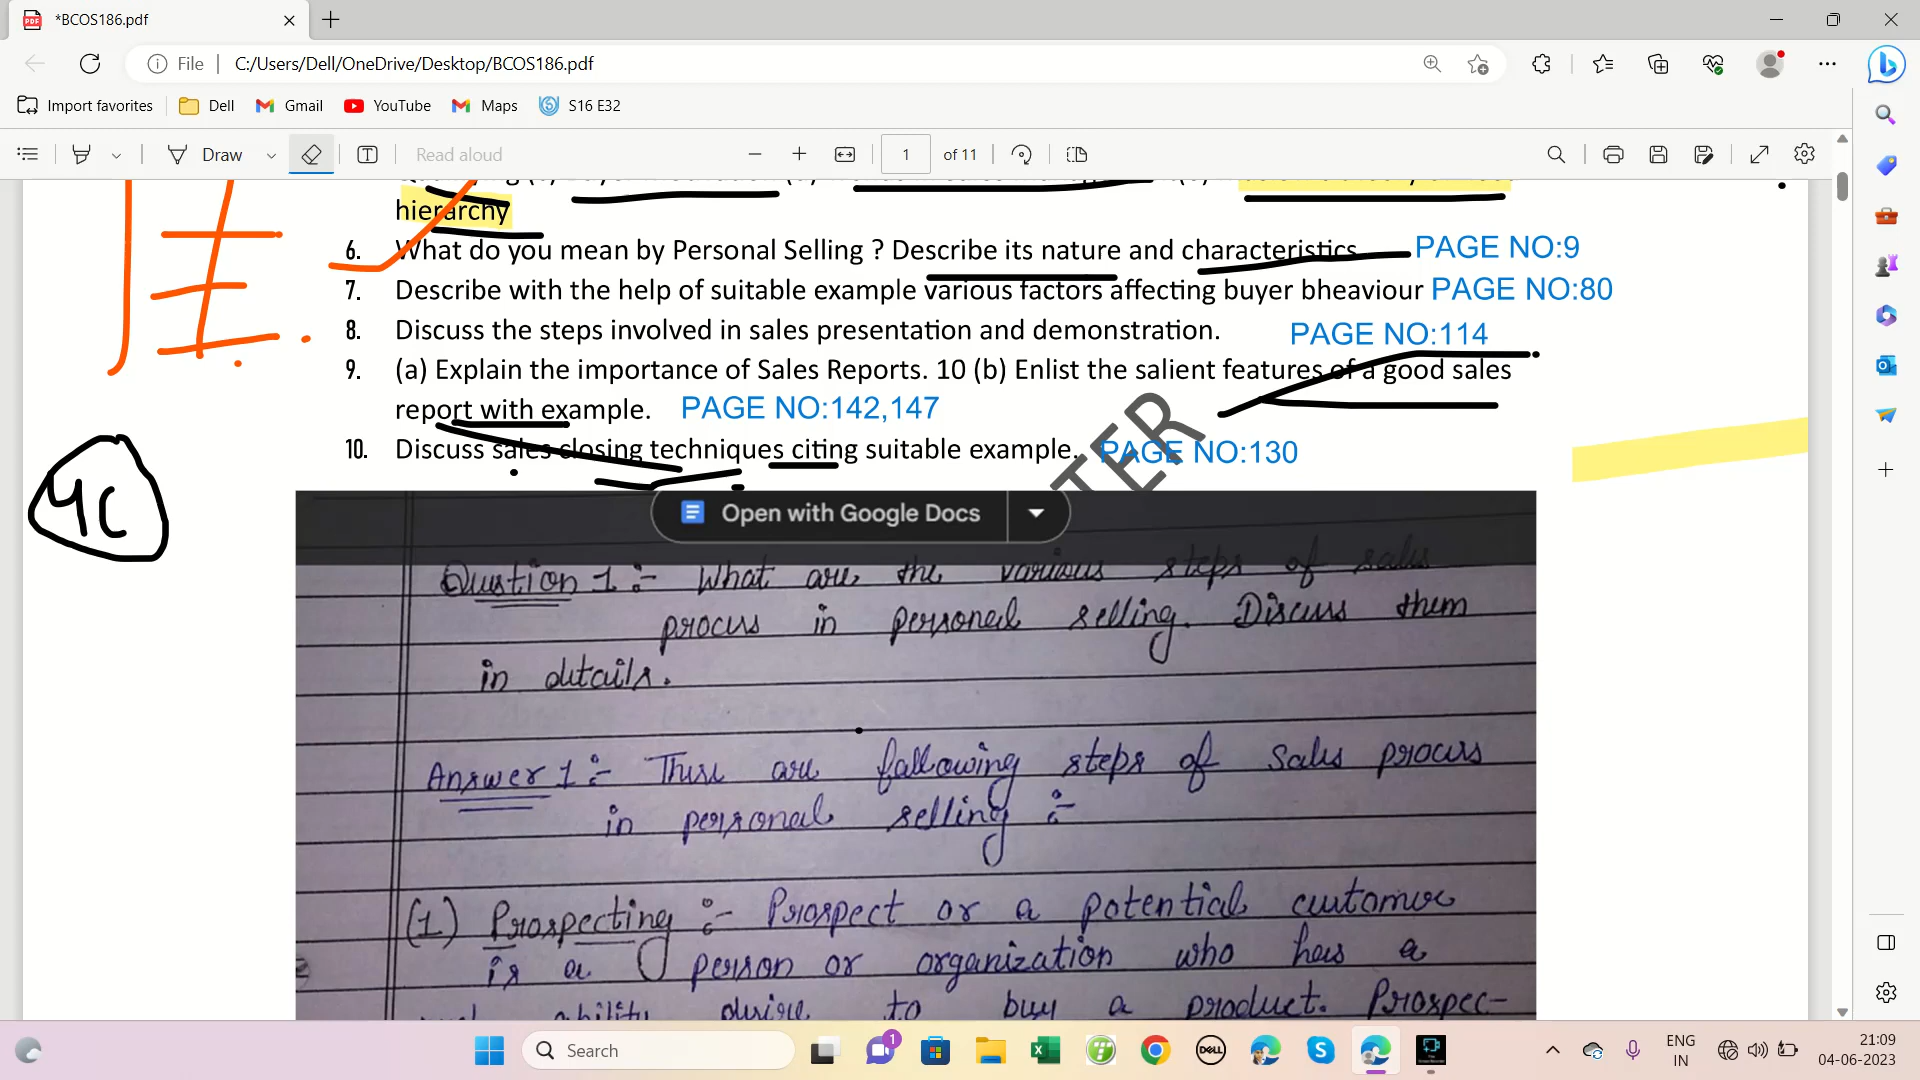 *BCOS186.pdf
File
C:/Users/Dell/OneDrive/Desktop/BCOS186.pdf
Import favorites Dell Gmail YouTube Maps S16 E32
Draw Read aloud 1 of 11
hierarchy
6. What do you mean by Personal Selling ? Describe its nature and characteristics PAGE NO:9
7. Describe with the help of suitable example various factors affecting buyer bheaviour PAGE NO:80
8. Discuss the steps involved in sales presentation and demonstration. PAGE NO:114
9. (a) Explain the importance of Sales Reports. 10 (b) Enlist the salient features of a good sales
report with example. PAGE NO:142,147
10. Discuss sales closing techniques citing suitable example. PAGE NO:130
TER
Open with Google Docs
Question 1 :- What are the various steps of sales
process in personal selling. Discuss them
in details.
Answer 1 :- These are following steps of sales process
in personal selling :-
(1) Prospecting :- Prospect or a potential customer
is a person or organization who has a
ability desire to buy a product. Prospec-
Search
1
DELL
ENG
IN
21:09
04-06-2023